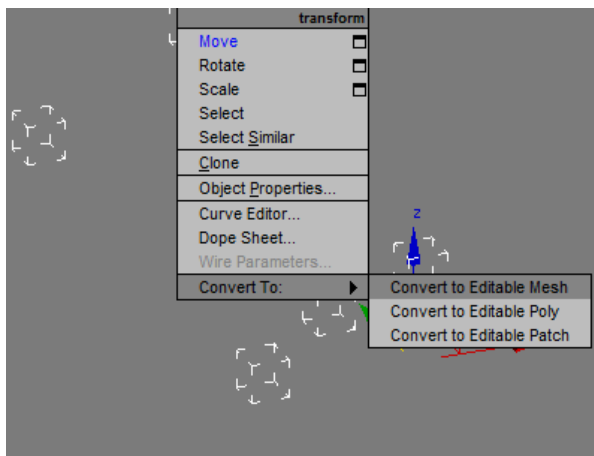 transform
Move
Rotate
Scale
Select
Select Similar
Clone
Object Properties...
Curve Editor...
Dope Sheet...
Wire Parameters...
Convert To:
z
Convert to Editable Mesh
Convert to Editable Poly
Convert to Editable Patch